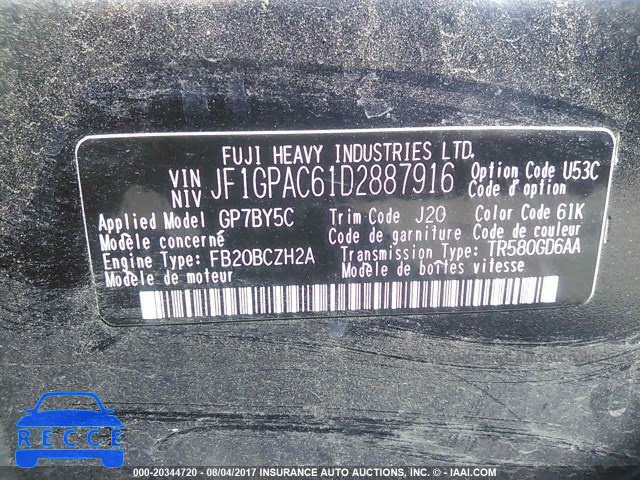 FUJI HEAVY INDUSTRIES LTD.
VIN
NIV JF1GPAC61D2887916 Option Code U53C
Code d'option
Applied Model GP7BY5C Trim Code J20 Color Code 61K
Modèle concerné Code de garniture Code de couleur
Engine Type: FB20BCZH2A Transmission Type: TR580GD6AA
Modèle de moteur Modèle de boîtes vitesse
RECCE
000-20344720 - 08/04/2017 INSURANCE AUTO AUCTIONS, INC. - IAAI.COM